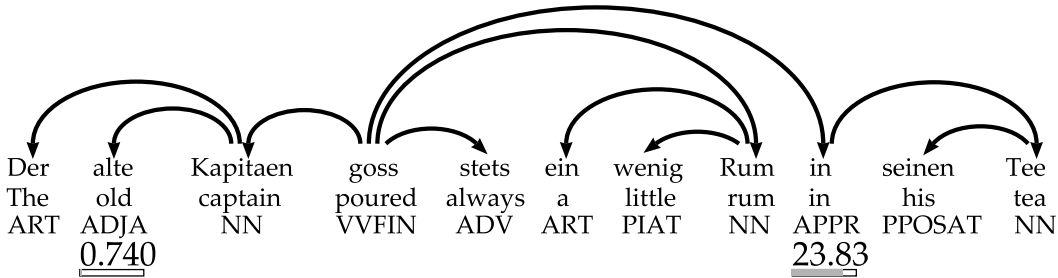 Der alte Kapitaen goss stets ein wenig Rum in seinen Tee
The old captain poured always a little rum in his tea
ART ADJA NN VVFIN ADV ART PIAT NN APPR PPOSAT NN
0.740 23.83